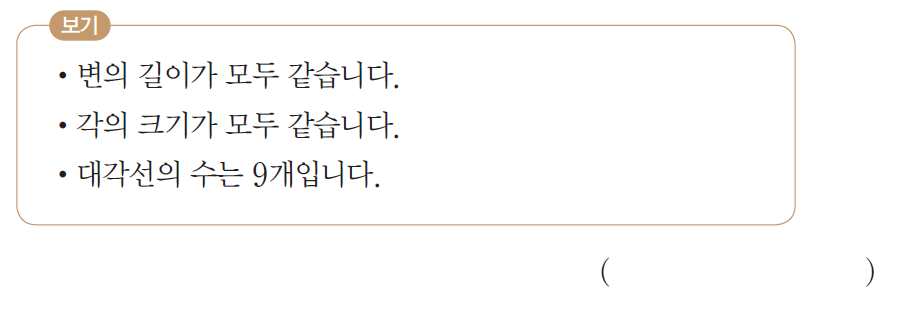 보기
• 변의 길이가 모두 같습니다.
• 각의 크기가 모두 같습니다.
• 대각선의 수는 9개입니다.
( )